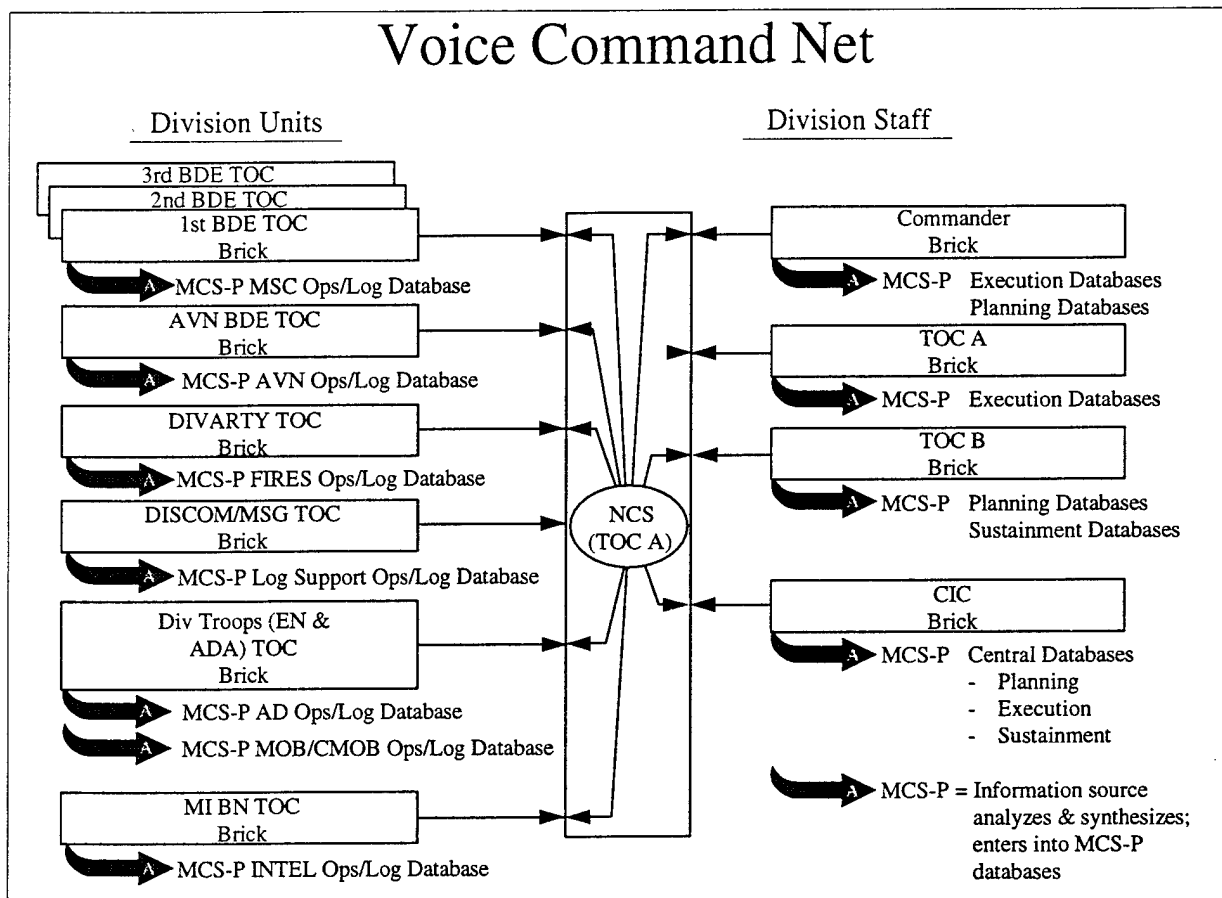 Voice Command Net
Division Units
3rd BDE TOC
2nd BDE TOC
1st BDE TOC
Brick
A MCS-P MSC Ops/Log Database
AVN BDE TOC
Brick
A MCS-P AVN Ops/Log Database
DIVARTY TOC
Brick
A MCS-P FIRES Ops/Log Database
DISCOM/MSG TOC
Brick
A MCS-P Log Support Ops/Log Database
Div Troops (EN &
ADA) TOC
Brick
A MCS-P AD Ops/Log Database
A MCS-P MOB/CMOB Ops/Log Database
MI BN TOC
Brick
A MCS-P INTEL Ops/Log Database
NCS
(TOC A)
Division Staff
Commander
Brick
A MCS-P Execution Databases
Planning Databases
TOC A
Brick
A MCS-P Execution Databases
TOC B
Brick
A MCS-P Planning Databases
Sustainment Databases
CIC
Brick
A MCS-P Central Databases
- Planning
- Execution
- Sustainment
A MCS-P = Information source
analyzes & synthesizes;
enters into MCS-P
databases